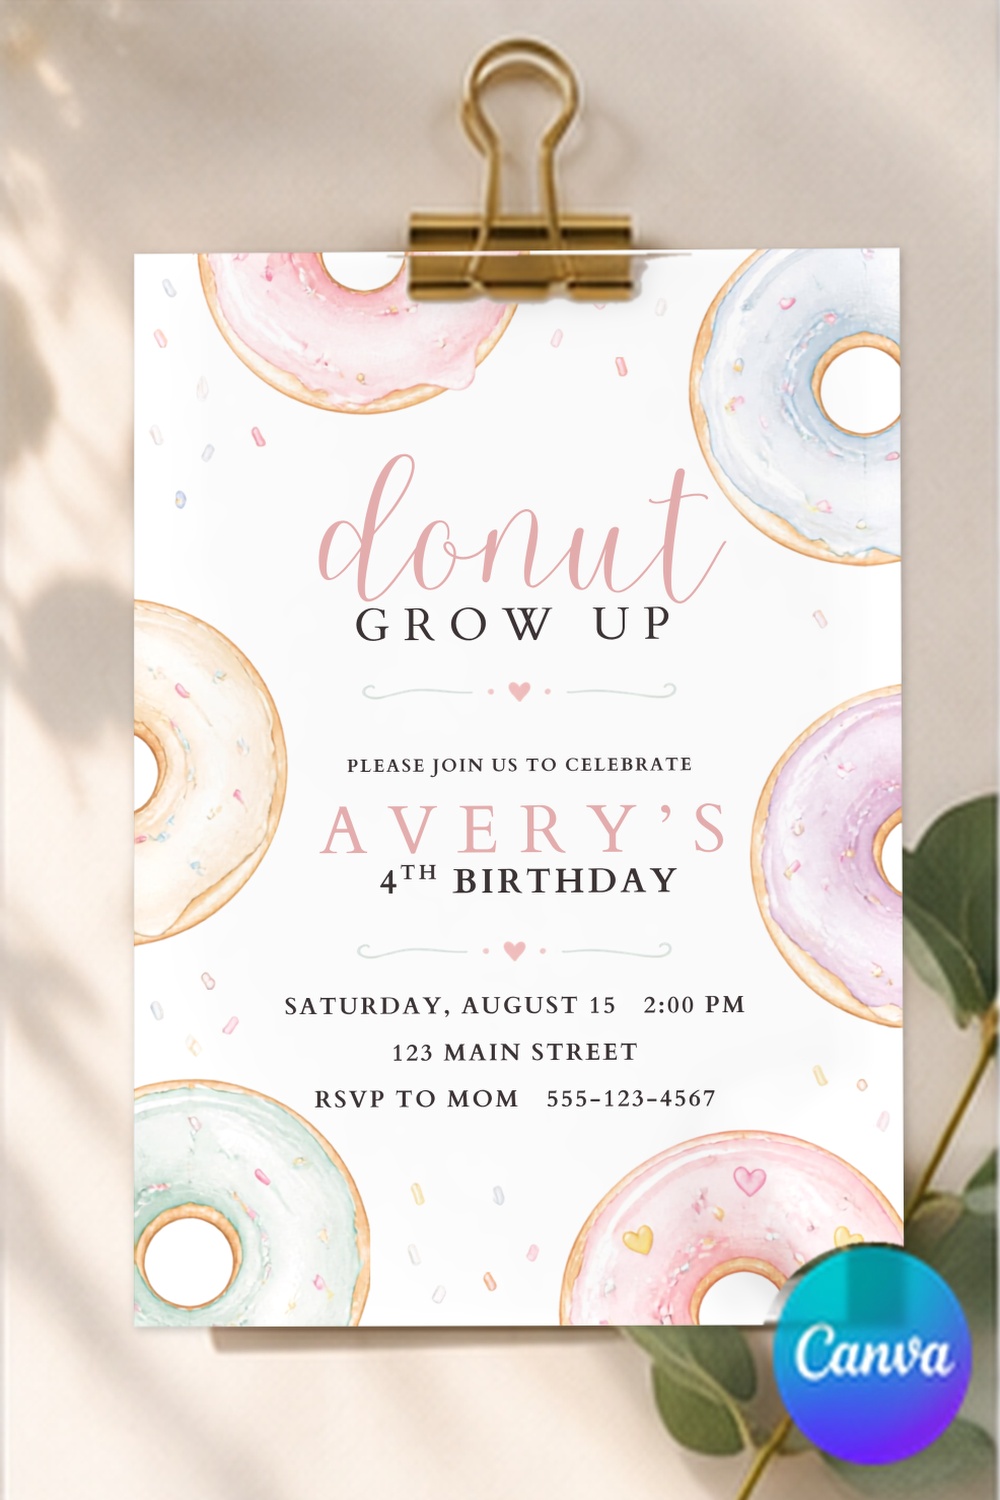 donut
GROW UP
PLEASE JOIN US TO CELEBRATE
AVERY'S
4TH BIRTHDAY
SATURDAY, AUGUST 15 2:00 PM
123 MAIN STREET
RSVP TO MOM 555-123-4567
Canva